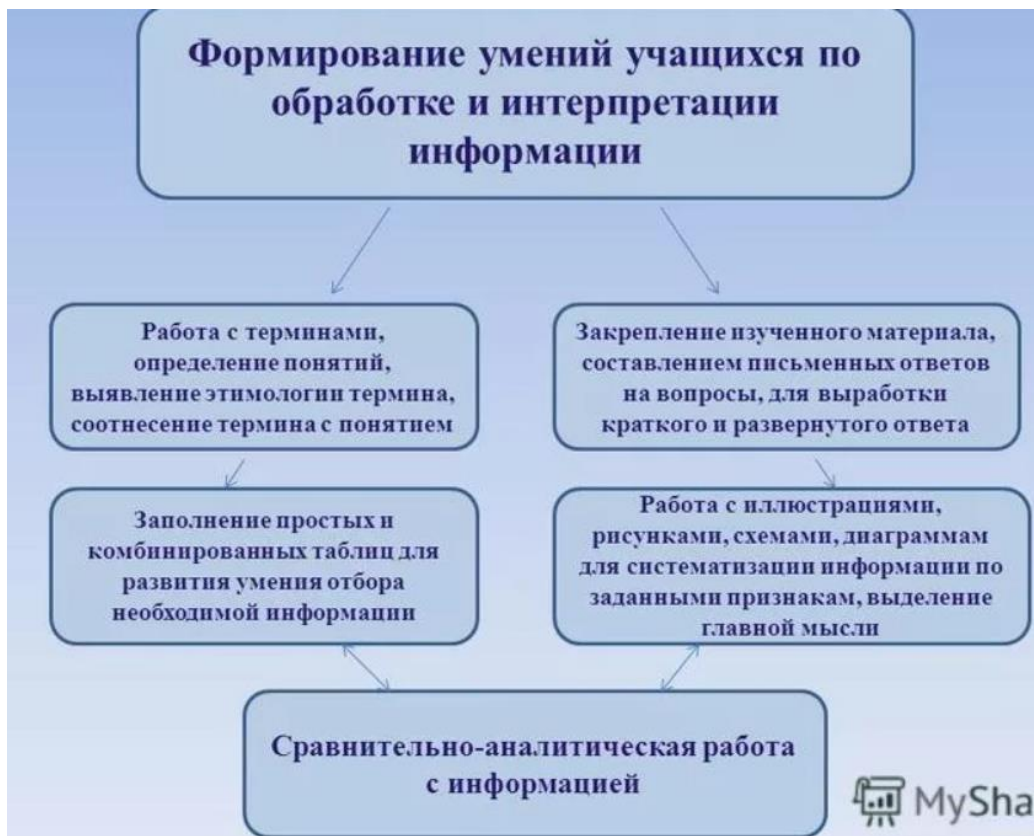 Формирование умений учащихся по
обработке и интерпретации
информации
Работа с терминами,
определение понятий,
выявление этимологии термина,
соотнесение термина с понятием
Закрепление изученного материала,
составлением письменных ответов
на вопросы, для выработки
краткого и развернутого ответа
Заполнение простых и
комбинированных таблиц для
развития умения отбора
необходимой информации
Работа с иллюстрациями,
рисунками, схемами, диаграммам
для систематизации информации по
заданными признакам, выделение
главной мысли
Сравнительно-аналитическая работа
с информацией
MySha